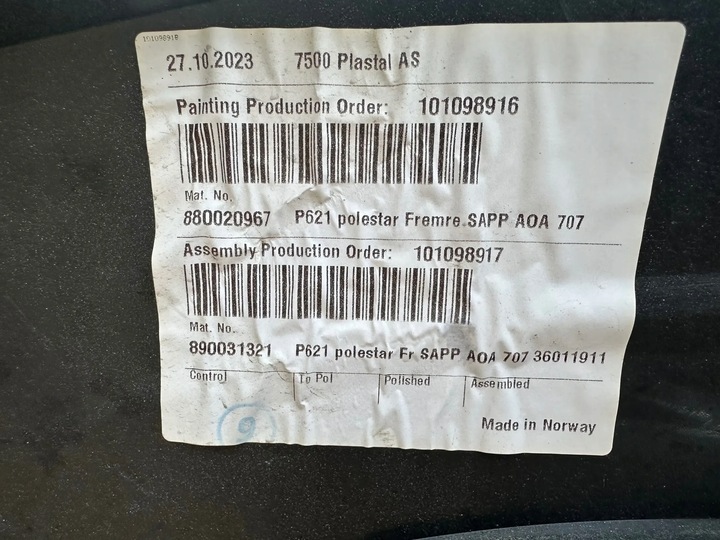 101098918
27.10.2023 7500 Plastal AS
Painting Production Order: 101098916
Mat. No.
880020967 P621 polestar Fremre SAPP AOA 707
Assembly Production Order: 101098917
Mat. No.
890031321 P621 polestar Fr SAPP AOA 707 36011911
Control To Pol Polished Assembled
6
Made in Norway